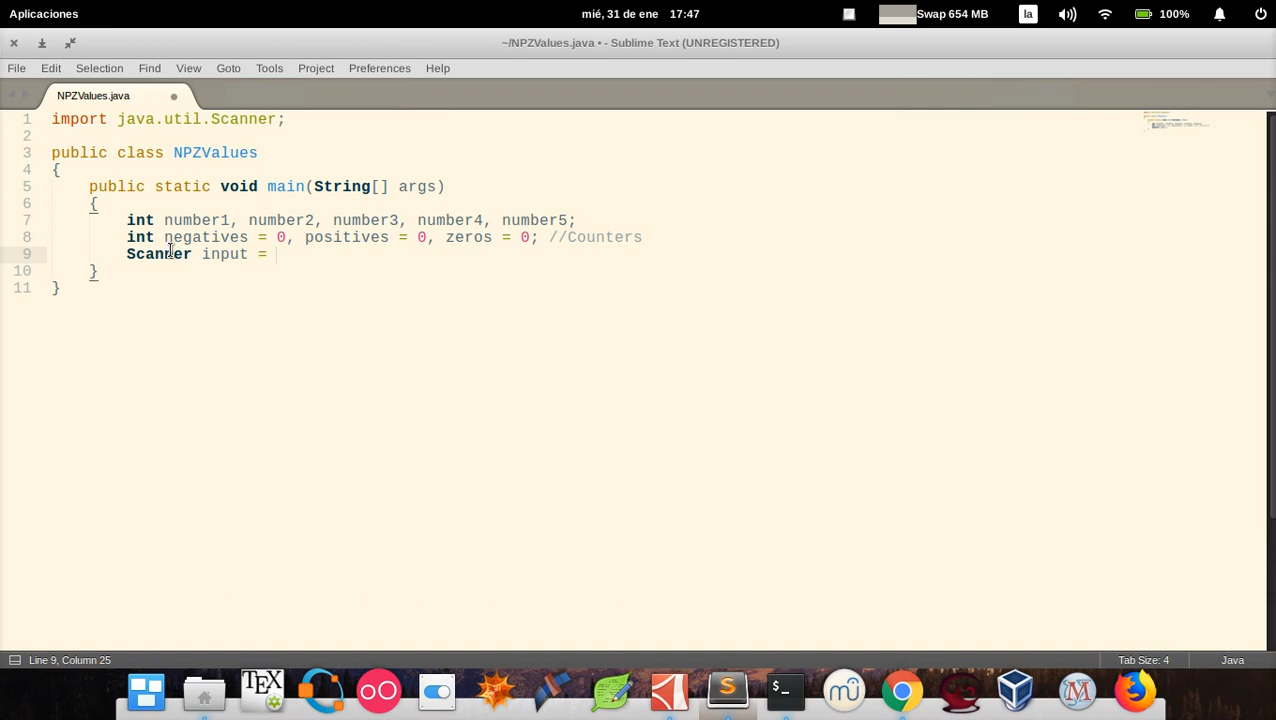 Aplicaciones
mié, 31 de ene 17:47
Swap 654 MB
la
100%
~/NPZValues.java • - Sublime Text (UNREGISTERED)
File Edit Selection Find View Goto Tools Project Preferences Help
NPZValues.java
1 import java.util.Scanner;
2
3 public class NPZValues
4 {
5 public static void main(String[] args)
6 {
7 int number1, number2, number3, number4, number5;
8 int negatives = 0, positives = 0, zeros = 0; //Counters
9 Scanner input =
10 }
11 }
Line 9, Column 25
Tab Size: 4
Java
TEX
S
>_
mü
M